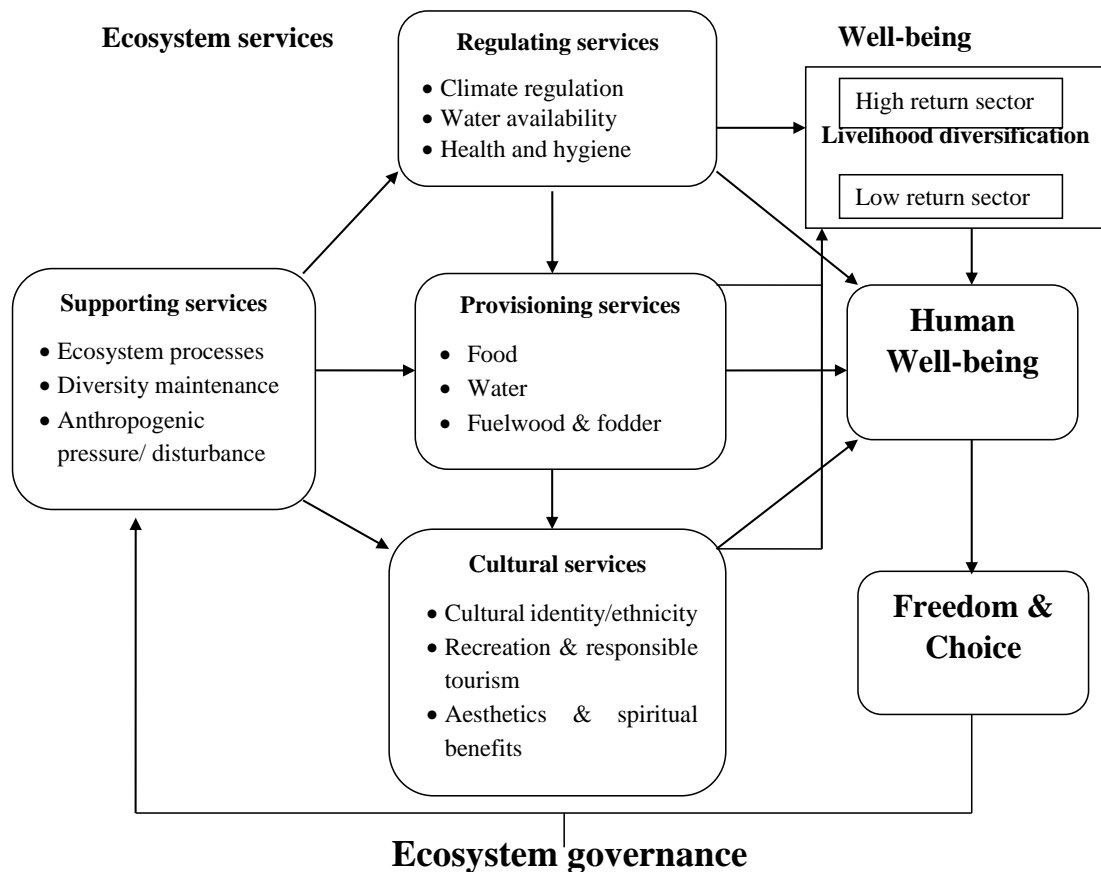 Ecosystem services
Regulating services
• Climate regulation
• Water availability
• Health and hygiene
Well-being
High return sector
Livelihood diversification
Low return sector
Supporting services
• Ecosystem processes
• Diversity maintenance
• Anthropogenic
pressure/ disturbance
Provisioning services
• Food
• Water
• Fuelwood & fodder
Human
Well-being
Cultural services
• Cultural identity/ethnicity
• Recreation & responsible
tourism
• Aesthetics & spiritual
benefits
Freedom &
Choice
Ecosystem governance